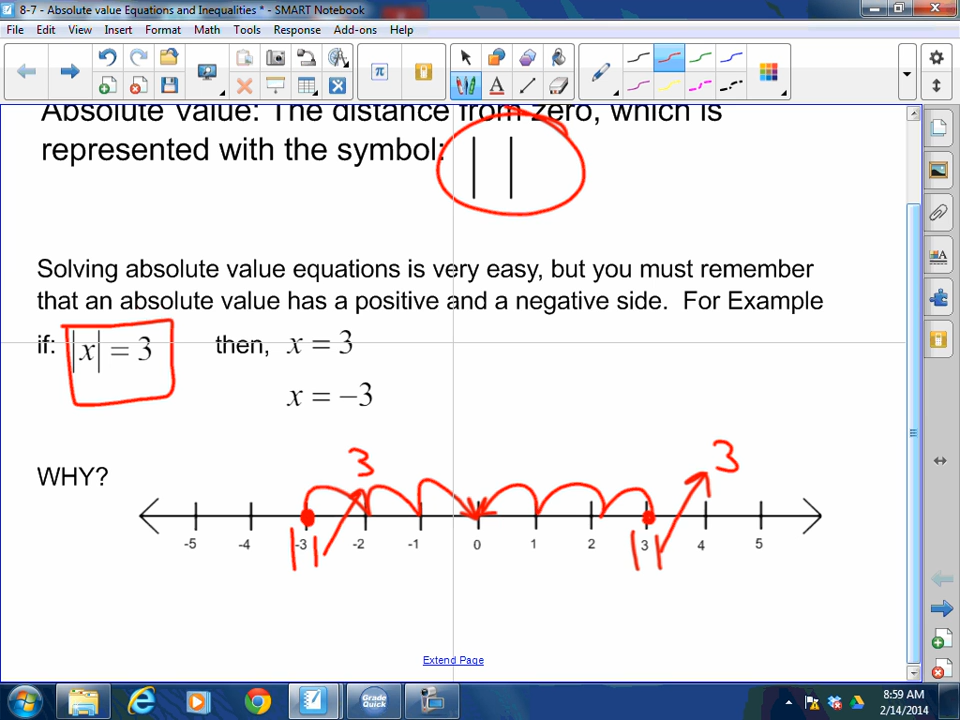 8-7 - Absolute value Equations and Inequalities * - SMART Notebook
File Edit View Insert Format Math Tools Response Add-ons Help
π
A
Absolute Value: The distance from zero, which is
represented with the symbol: | |
Solving absolute value equations is very easy, but you must remember
that an absolute value has a positive and a negative side. For Example
if: |x| = 3 then, x = 3
x = −3
WHY?
3 3
-5 -4 |-3| -2 -1 0 1 2 |3| 4 5
Extend Page
Grade Quick
8:59 AM
2/14/2014